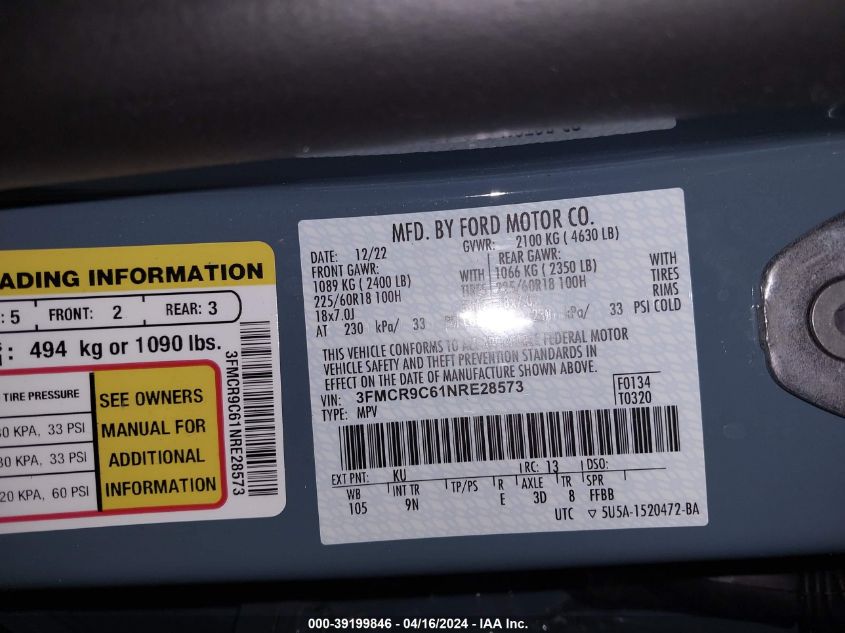 MFD. BY FORD MOTOR CO.
DATE: 12/22 GVWR: 2100 KG ( 4630 LB)
FRONT GAWR: WITH REAR GAWR: WITH
1089 KG ( 2400 LB) TIRES 1066 KG ( 2350 LB) TIRES
225/60R18 100H 225/60R18 100H RIMS
18x7.0J
AT 230 kPa/ 33 kPa/ 33 PSI COLD
THIS VEHICLE CONFORMS TO FEDERAL MOTOR
VEHICLE SAFETY AND THEFT PREVENTION STANDARDS IN
EFFECT ON THE DATE OF MANUFACTURE SHOWN ABOVE.
VIN: 3FMCR9C61NRE28573 F0134
TYPE: MPV T0320
EXT PNT: KU RC: 13 DSO:
WB INT TR TP/PS R AXLE TR SPR
105 9N E 3D 8 FFBB
UTC ▽ 5U5A-1520472-BA
ADING INFORMATION
: 5 FRONT: 2 REAR: 3
: 494 kg or 1090 lbs.
TIRE PRESSURE SEE OWNERS
30 KPA, 33 PSI MANUAL FOR
30 KPA, 33 PSI ADDITIONAL
20 KPA, 60 PSI INFORMATION
3FMCR9C61NRE28573
000-39199846 - 04/16/2024 - IAA Inc.